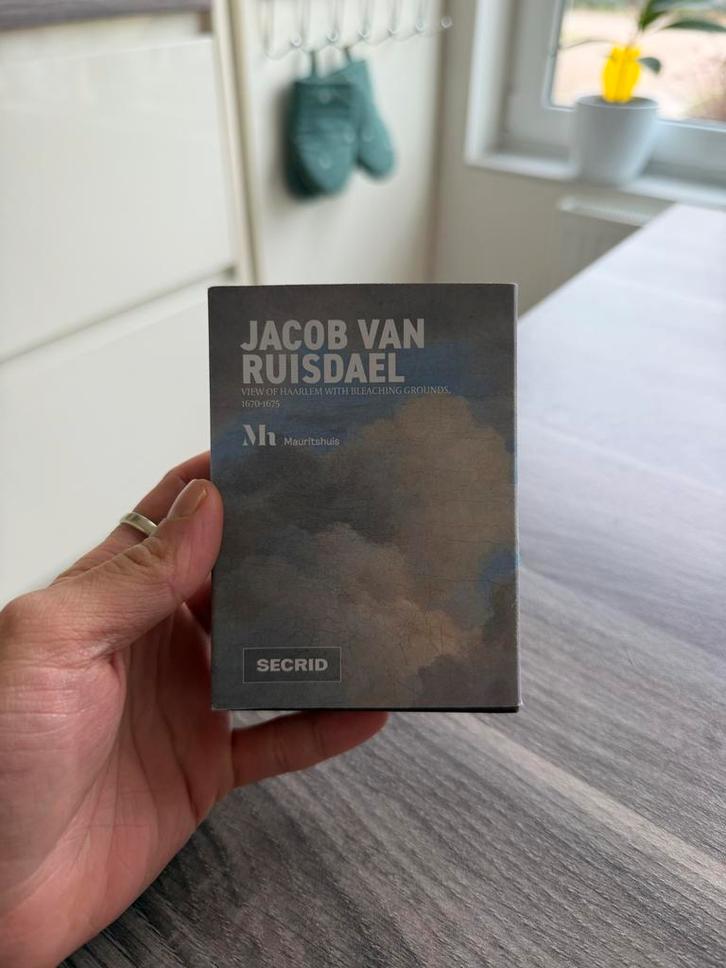 JACOB VAN
RUISDAEL
VIEW OF HAARLEM WITH BLEACHING GROUNDS,
1670-1675
Mh Mauritshuis
SECRID